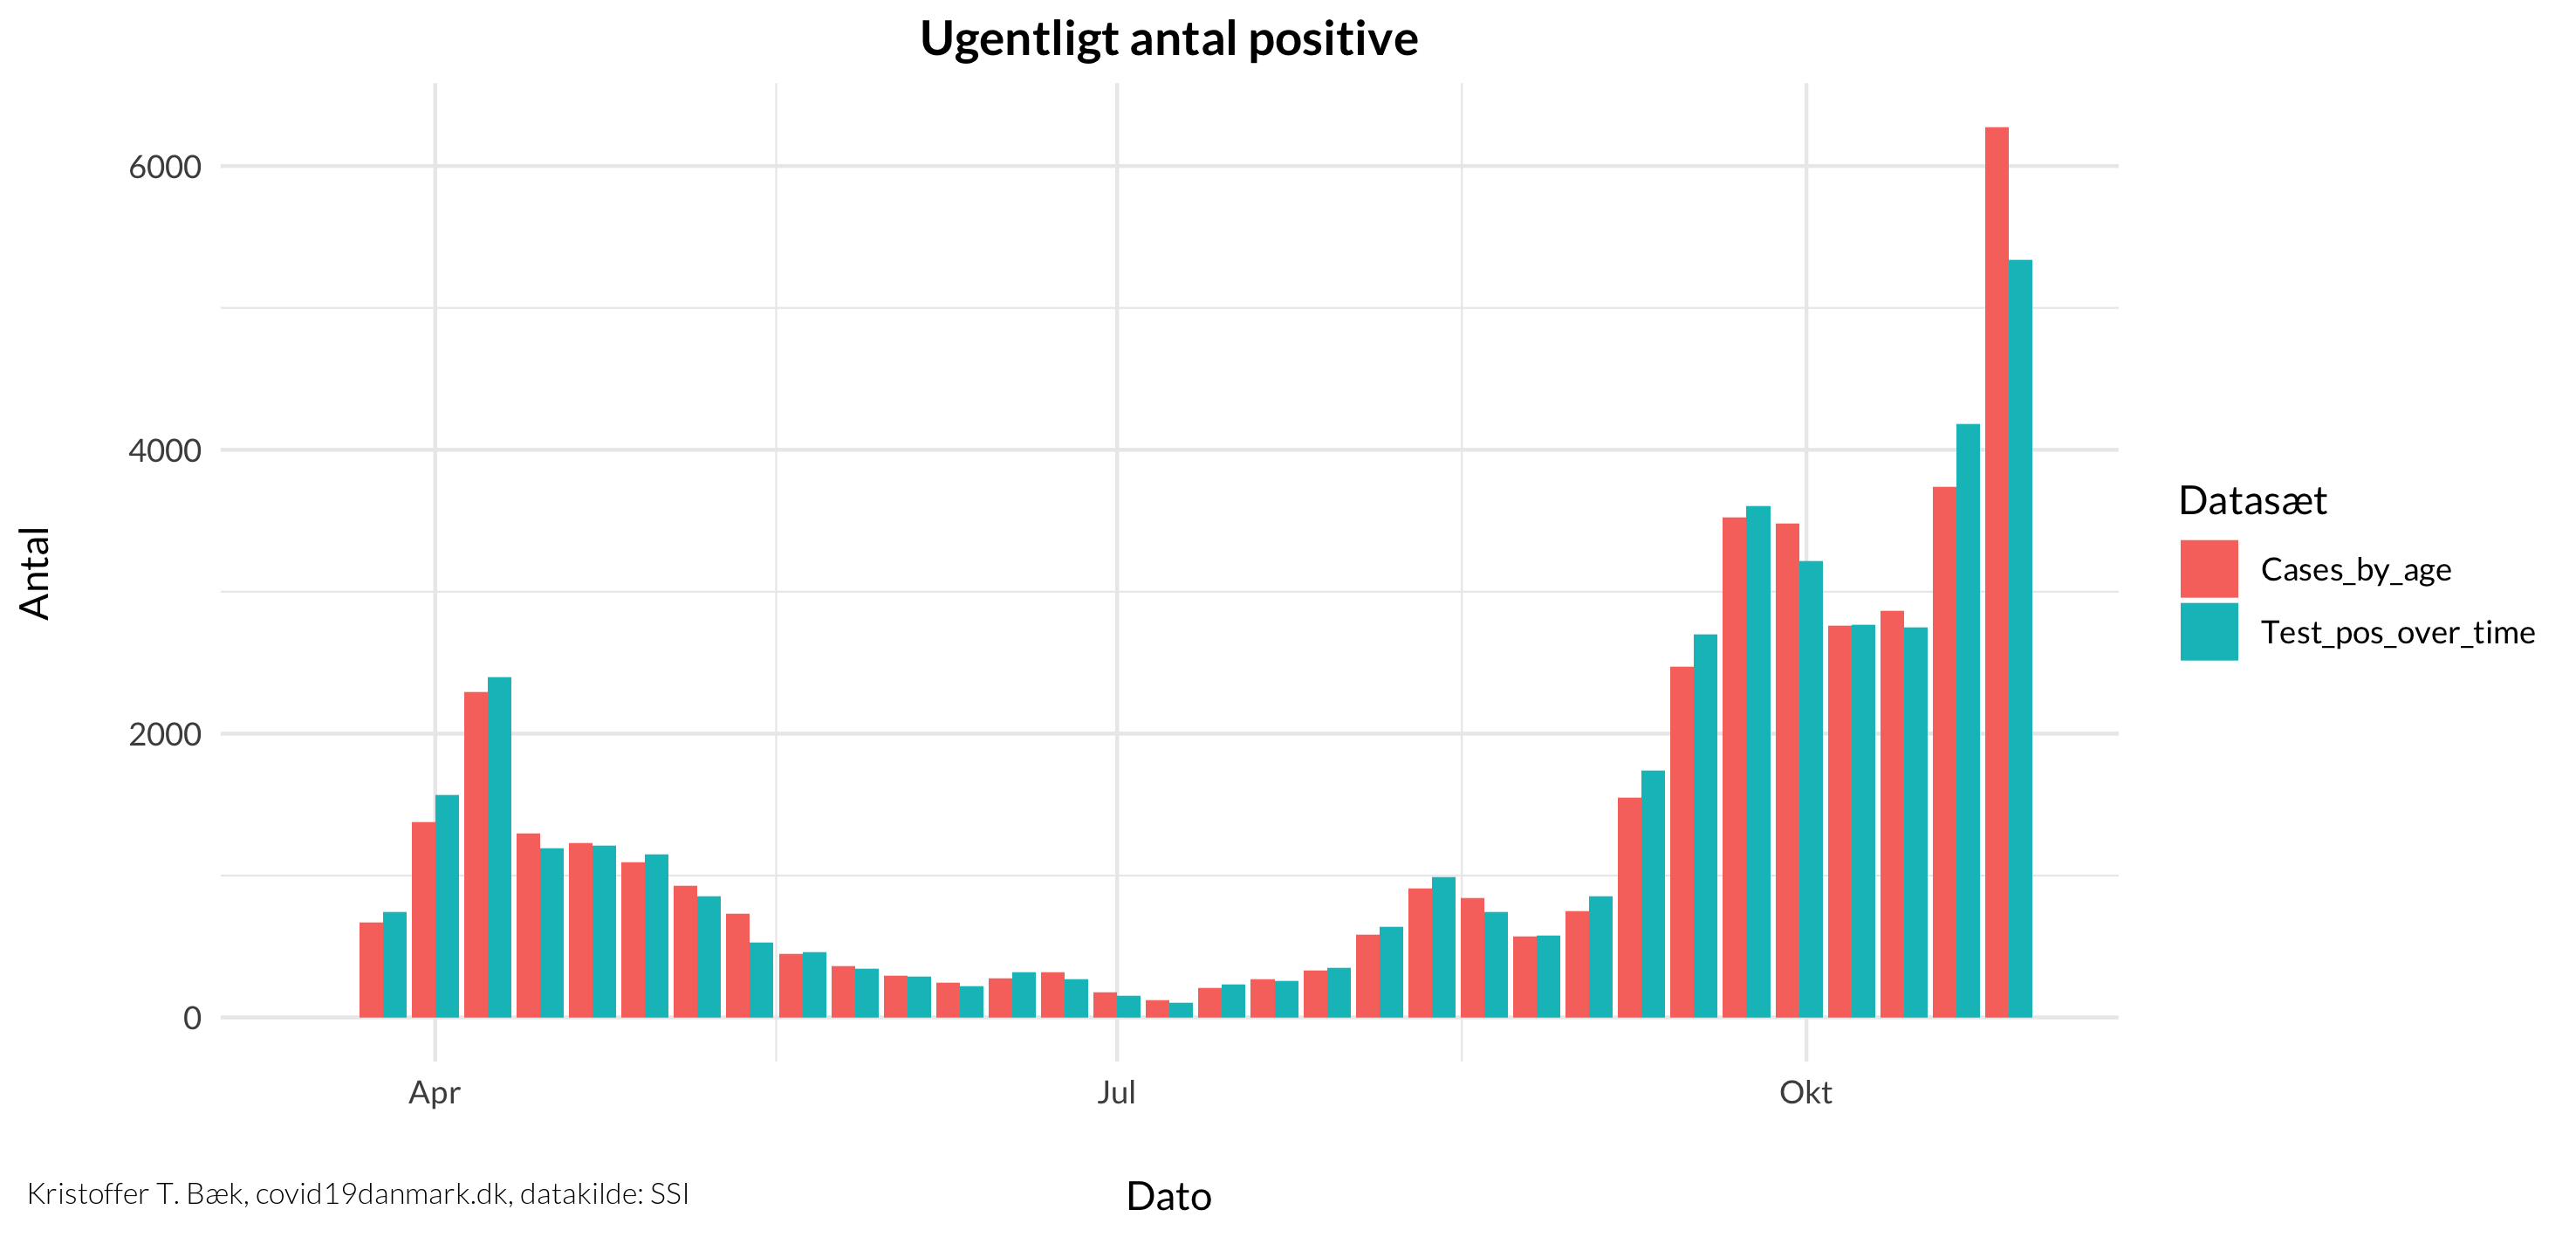 Ugentligt antal positive
6000
4000
2000
0
Antal
Apr
Jul
Okt
Dato
Datasæt
Cases_by_age
Test_pos_over_time
Kristoffer T. Bæk, covid19danmark.dk, datakilde: SSI